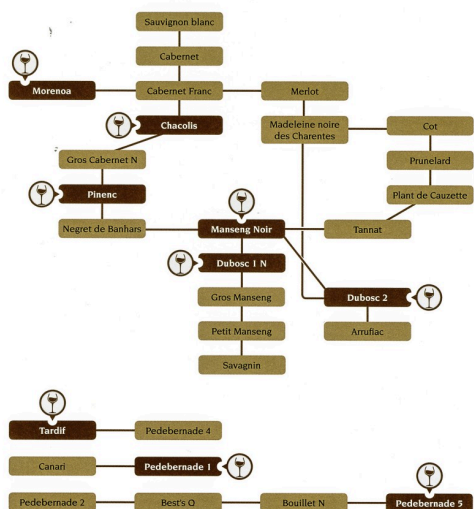 Sauvignon blanc
Cabernet
Morenoa
Cabernet Franc
Merlot
Chacolis
Madeleine noire
des Charentes
Cot
Gros Cabernet N
Prunelard
Pinenc
Plant de Cauzette
Negret de Banhars
Manseng Noir
Tannat
Dubosc 1 N
Gros Manseng
Dubosc 2
Petit Manseng
Arrufiac
Savagnin
Tardif
Pedebernade 4
Canari
Pedebernade 1
Pedebernade 2
Best's Q
Bouillet N
Pedebernade 5